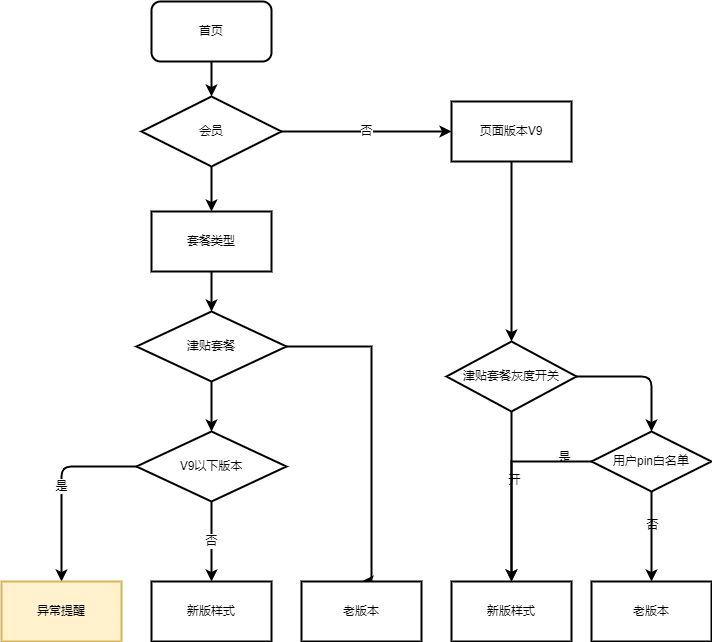 首页
会员
否
页面版本V9
套餐类型
津贴套餐
津贴套餐灰度开关
V9以下版本
用户pin白名单
是
开
是
否
否
异常提醒
新版样式
老版本
新版样式
老版本